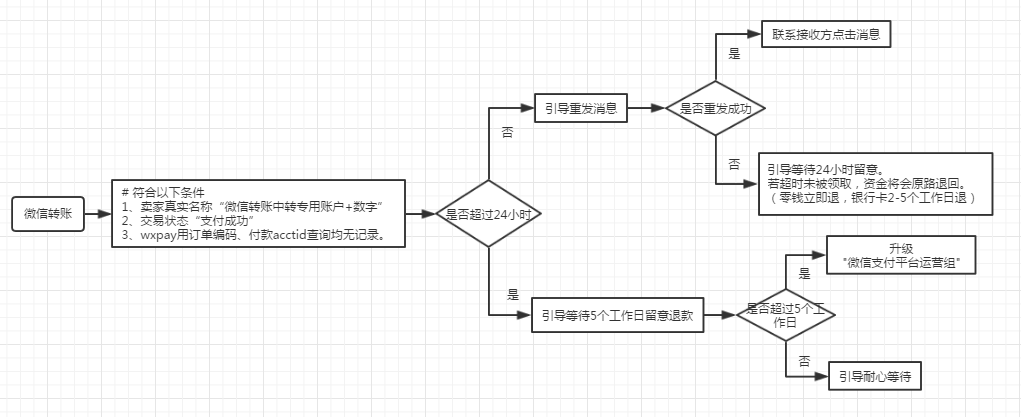 微信转账
# 符合以下条件
1、卖家真实名称“微信转账中转专用账户+数字”
2、交易状态“支付成功”
3、wxpay用订单编码、付款acctid查询均无记录。
是否超过24小时
否
引导重发消息
是否重发成功
是
联系接收方点击消息
否
引导等待24小时留意。
若超时未被领取，资金将会原路退回。
（零钱立即退，银行卡2-5个工作日退）
是
引导等待5个工作日留意退款
是否超过5个工
作日
是
升级
"微信支付平台运营组"
否
引导耐心等待